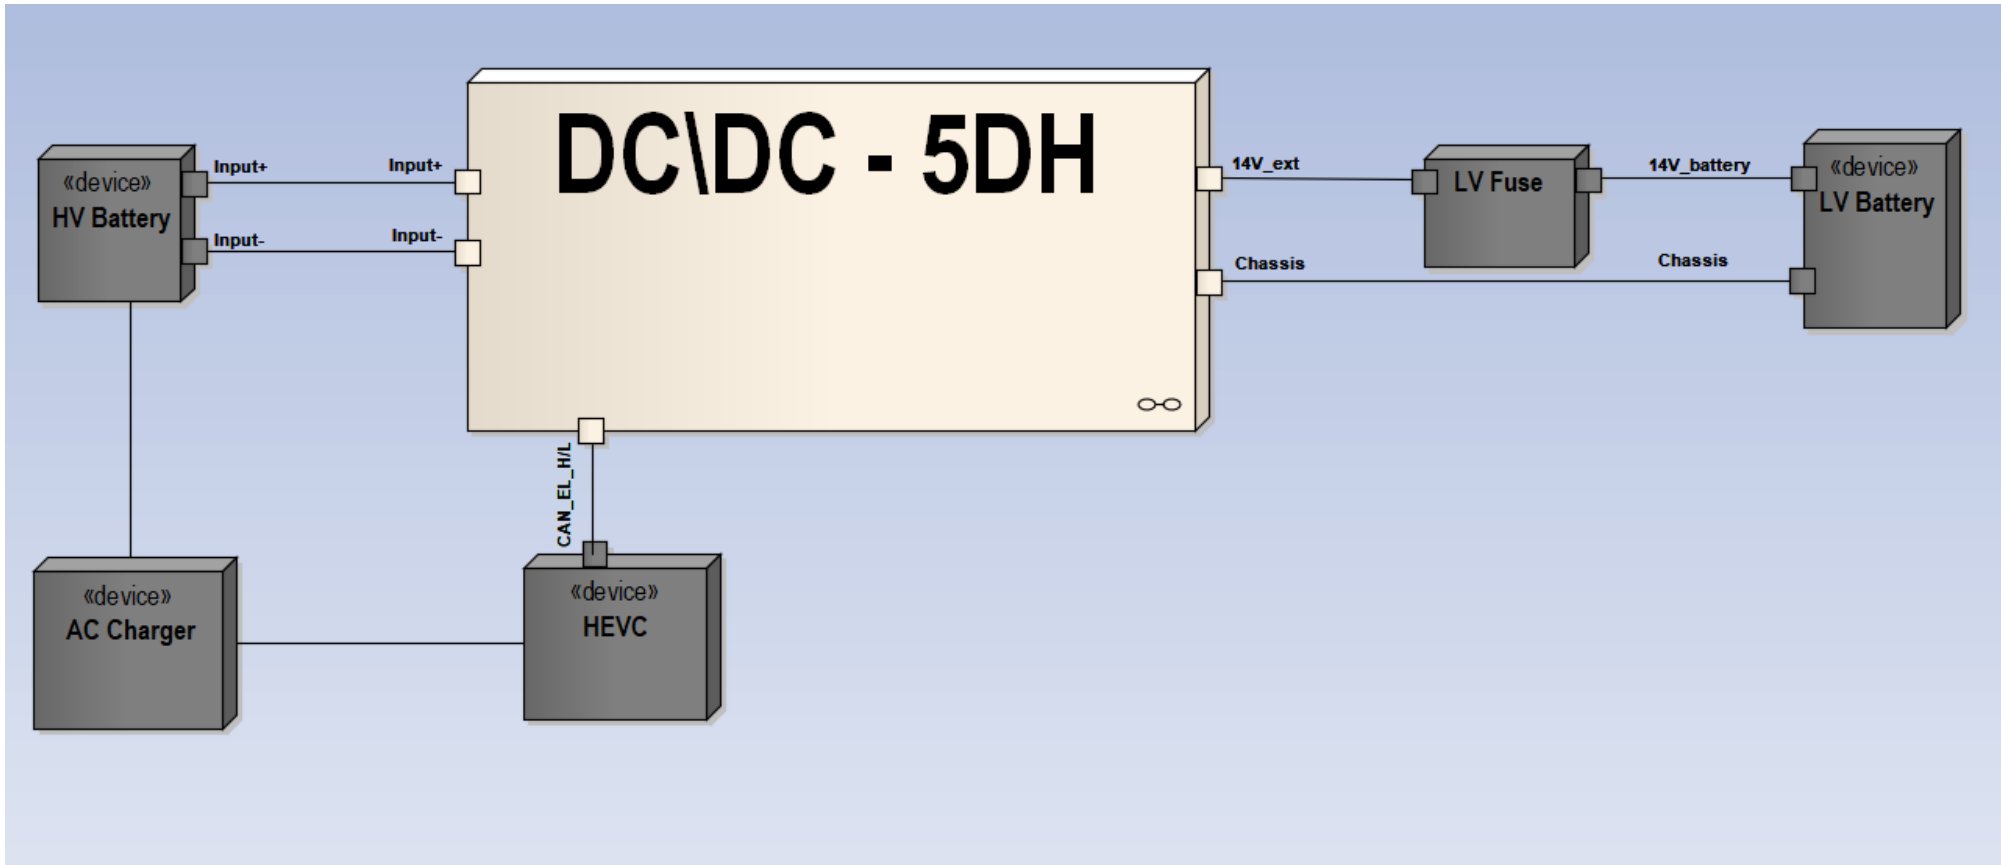 DC\DC - 5DH
«device»
HV Battery
Input+
Input+
Input-
Input-
14V_ext
LV Fuse
14V_battery
«device»
LV Battery
Chassis
Chassis
CAN_EL_H/L
«device»
AC Charger
«device»
HEVC